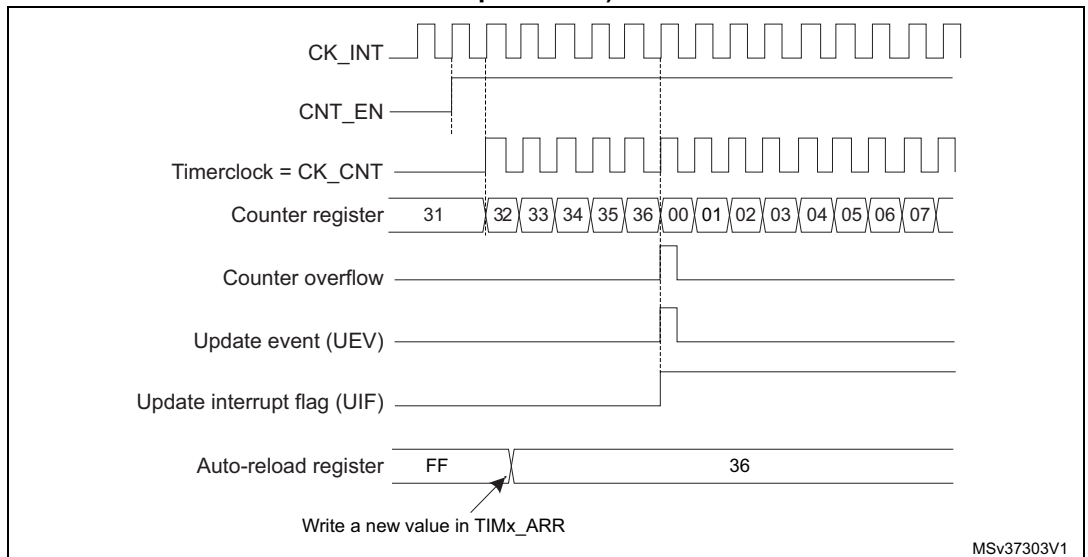 CK_INT
CNT_EN
Timerclock = CK_CNT
Counter register 31 32 33 34 35 36 00 01 02 03 04 05 06 07
Counter overflow
Update event (UEV)
Update interrupt flag (UIF)
Auto-reload register FF 36
Write a new value in TIMx_ARR
MSv37303V1